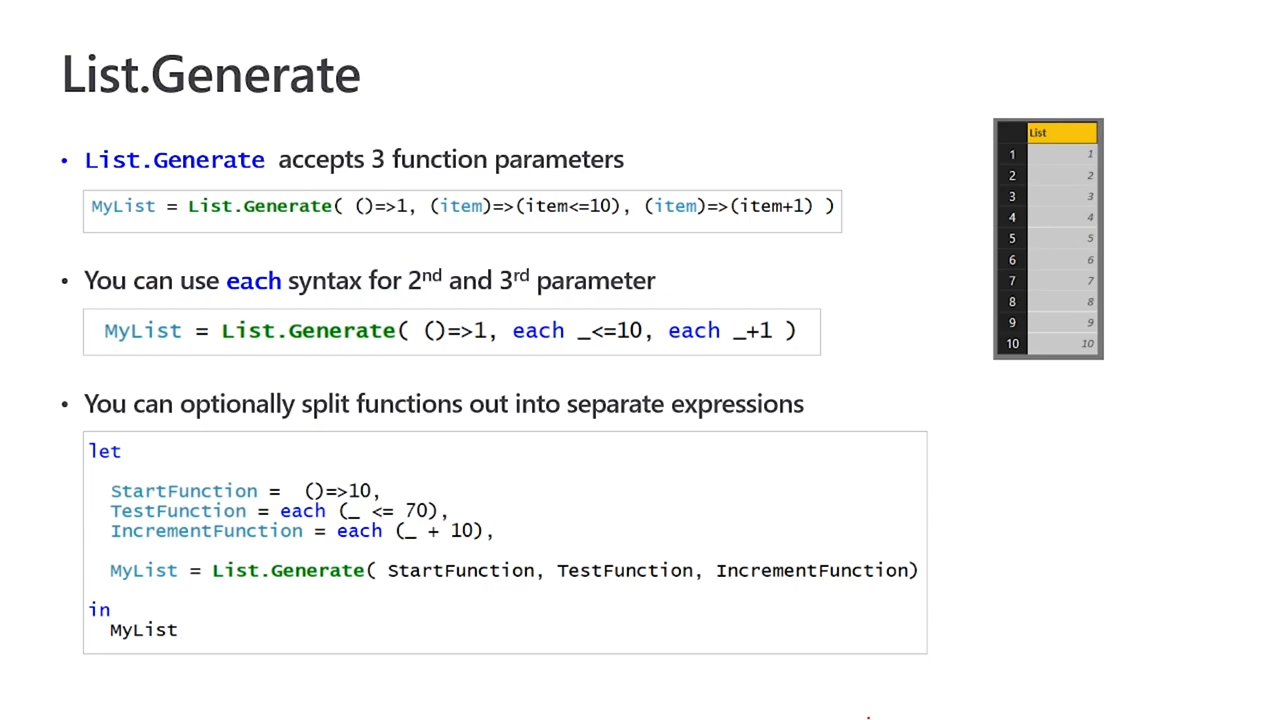 List.Generate
• List.Generate accepts 3 function parameters
MyList = List.Generate( ()=>1, (item)=>(item<=10), (item)=>(item+1) )
• You can use each syntax for 2nd and 3rd parameter
MyList = List.Generate( ()=>1, each _<=10, each _+1 )
• You can optionally split functions out into separate expressions
let
StartFunction = ()=>10,
TestFunction = each (_ <= 70),
IncrementFunction = each (_ + 10),
MyList = List.Generate( StartFunction, TestFunction, IncrementFunction)
in
MyList
List
1 1
2 2
3 3
4 4
5 5
6 6
7 7
8 8
9 9
10 10